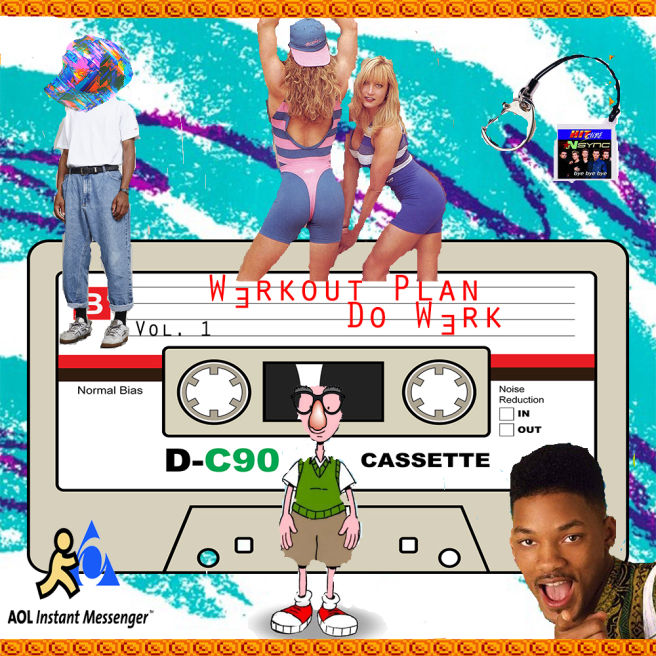 HIT Clips
*NSYNC
bye bye bye
WƎRKOUT PLAN
DO WƎRK
B
VOL. 1
Normal Bias
Noise
Reduction
IN
OUT
D-C90
CASSETTE
AOL Instant Messenger™